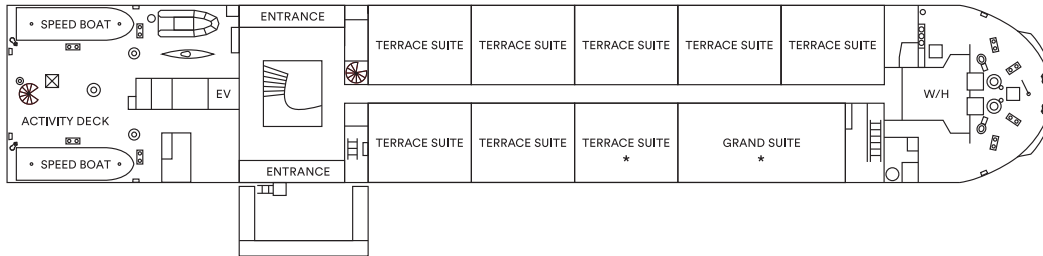 SPEED BOAT
ENTRANCE
TERRACE SUITE
TERRACE SUITE
TERRACE SUITE
TERRACE SUITE
TERRACE SUITE
EV
W/H
ACTIVITY DECK
SPEED BOAT
ENTRANCE
TERRACE SUITE
TERRACE SUITE
TERRACE SUITE
*
GRAND SUITE
*